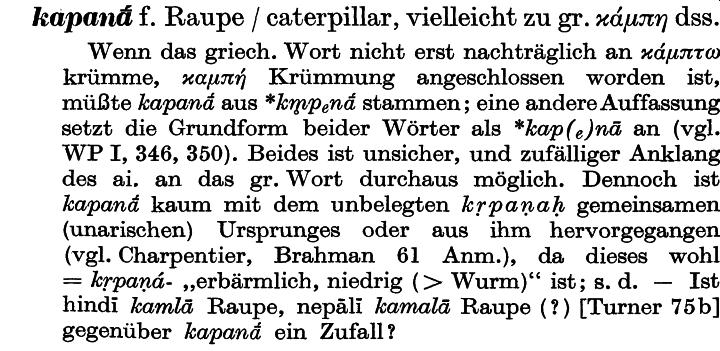 kapanā́ f. Raupe / caterpillar, vielleicht zu gr. κάμπη dss.
Wenn das griech. Wort nicht erst nachträglich an κάμπτω
krümme, καμπή Krümmung angeschlossen worden ist,
müßte kapanā́ aus *km̥pₑnā́ stammen; eine andere Auffassung
setzt die Grundform beider Wörter als *kap(ₑ)nā an (vgl.
WP I, 346, 350). Beides ist unsicher, und zufälliger Anklang
des ai. an das gr. Wort durchaus möglich. Dennoch ist
kapanā́ kaum mit dem unbelegten kṛpaṇaḥ gemeinsamen
(unarischen) Ursprunges oder aus ihm hervorgegangen
(vgl. Charpentier, Brahman 61 Anm.), da dieses wohl
= kṛpaṇá- „erbärmlich, niedrig (> Wurm)“ ist; s. d. — Ist
hindī kamlā Raupe, nepālī kamalā Raupe (?) [Turner 75b]
gegenüber kapanā́ ein Zufall?